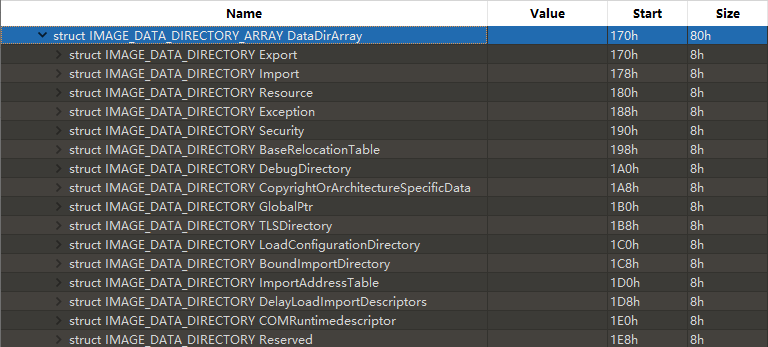 Name Value Start Size
struct IMAGE_DATA_DIRECTORY_ARRAY DataDirArray 170h 80h
struct IMAGE_DATA_DIRECTORY Export 170h 8h
struct IMAGE_DATA_DIRECTORY Import 178h 8h
struct IMAGE_DATA_DIRECTORY Resource 180h 8h
struct IMAGE_DATA_DIRECTORY Exception 188h 8h
struct IMAGE_DATA_DIRECTORY Security 190h 8h
struct IMAGE_DATA_DIRECTORY BaseRelocationTable 198h 8h
struct IMAGE_DATA_DIRECTORY DebugDirectory 1A0h 8h
struct IMAGE_DATA_DIRECTORY CopyrightOrArchitectureSpecificData 1A8h 8h
struct IMAGE_DATA_DIRECTORY GlobalPtr 1B0h 8h
struct IMAGE_DATA_DIRECTORY TLSDirectory 1B8h 8h
struct IMAGE_DATA_DIRECTORY LoadConfigurationDirectory 1C0h 8h
struct IMAGE_DATA_DIRECTORY BoundImportDirectory 1C8h 8h
struct IMAGE_DATA_DIRECTORY ImportAddressTable 1D0h 8h
struct IMAGE_DATA_DIRECTORY DelayLoadImportDescriptors 1D8h 8h
struct IMAGE_DATA_DIRECTORY COMRuntimedescriptor 1E0h 8h
struct IMAGE_DATA_DIRECTORY Reserved 1E8h 8h